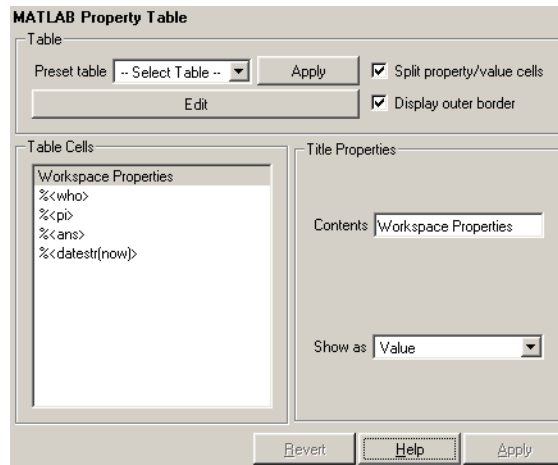 MATLAB Property Table
Table
Preset table -- Select Table -- Apply Split property/value cells
Edit Display outer border
Table Cells
Workspace Properties
%<who>
%<pi>
%<ans>
%<datestr(now)>
Title Properties
Contents Workspace Properties
Show as Value
Revert Help Apply